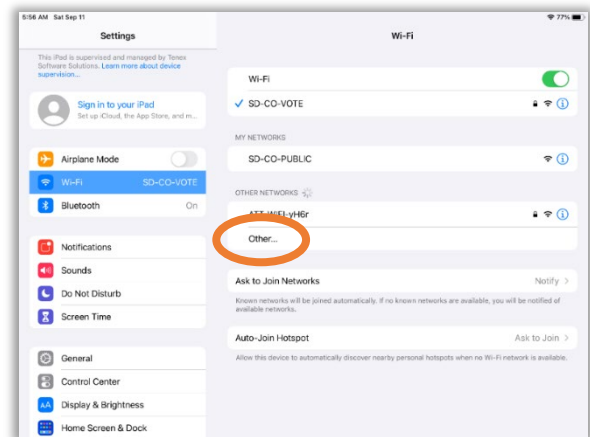 5:56 AM Sat Sep 11
77%
Settings
This iPad is supervised and managed by Tenex
Software Solutions. Learn more about device
supervision...
Sign in to your iPad
Set up iCloud, the App Store, and m...
Airplane Mode
Wi-Fi SD-CO-VOTE
Bluetooth On
Notifications
Sounds
Do Not Disturb
Screen Time
General
Control Center
AA Display & Brightness
Home Screen & Dock
Wi-Fi
Wi-Fi
SD-CO-VOTE
MY NETWORKS
SD-CO-PUBLIC
OTHER NETWORKS
ATT-WIFI-yH6r
Other...
Ask to Join Networks Notify
Known networks will be joined automatically. If no known networks are available, you will be notified of
available networks.
Auto-Join Hotspot Ask to Join
Allow this device to automatically discover nearby personal hotspots when no Wi-Fi network is available.